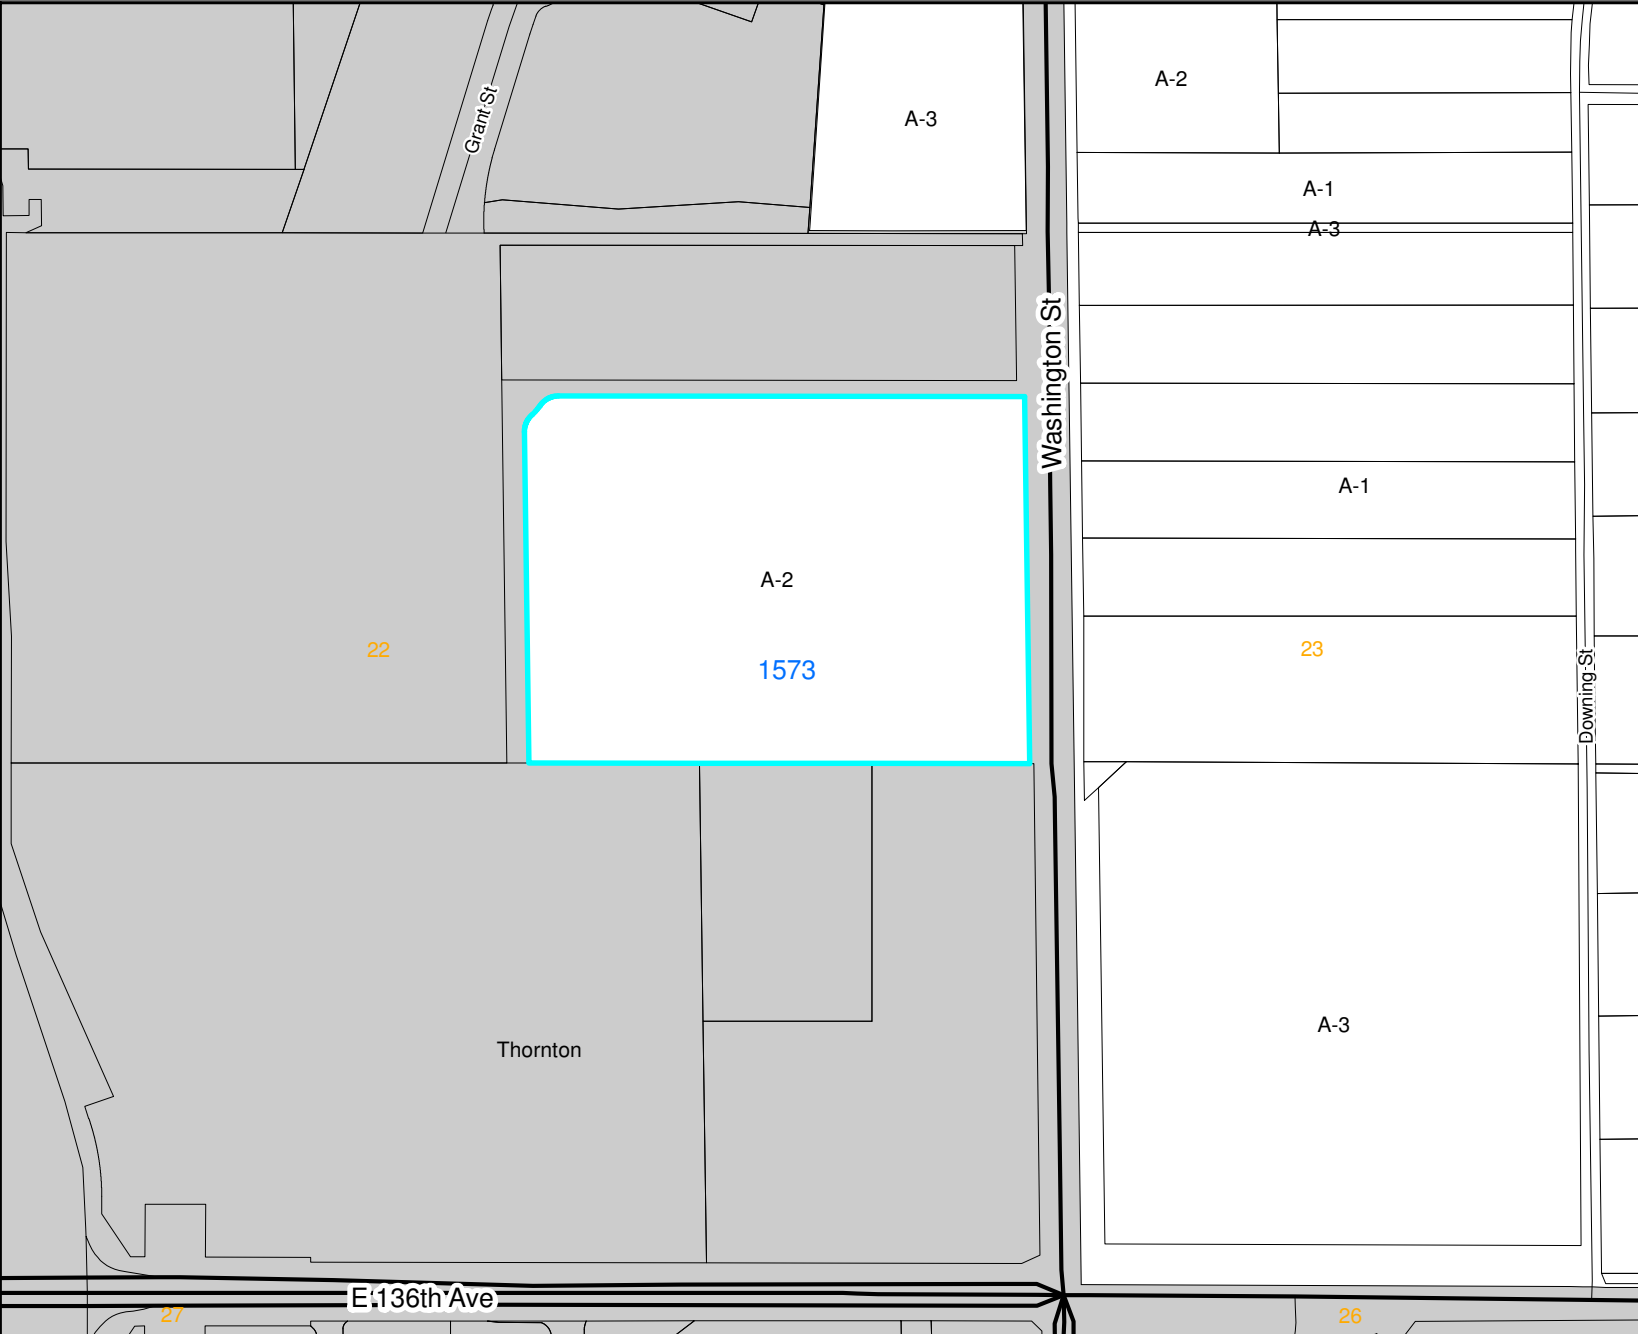 A-2
Grant St
A-3
A-1
A-3
Washington St
A-1
A-2
22
1573
23
Downing St
Thornton
A-3
E 136th Ave
27
26